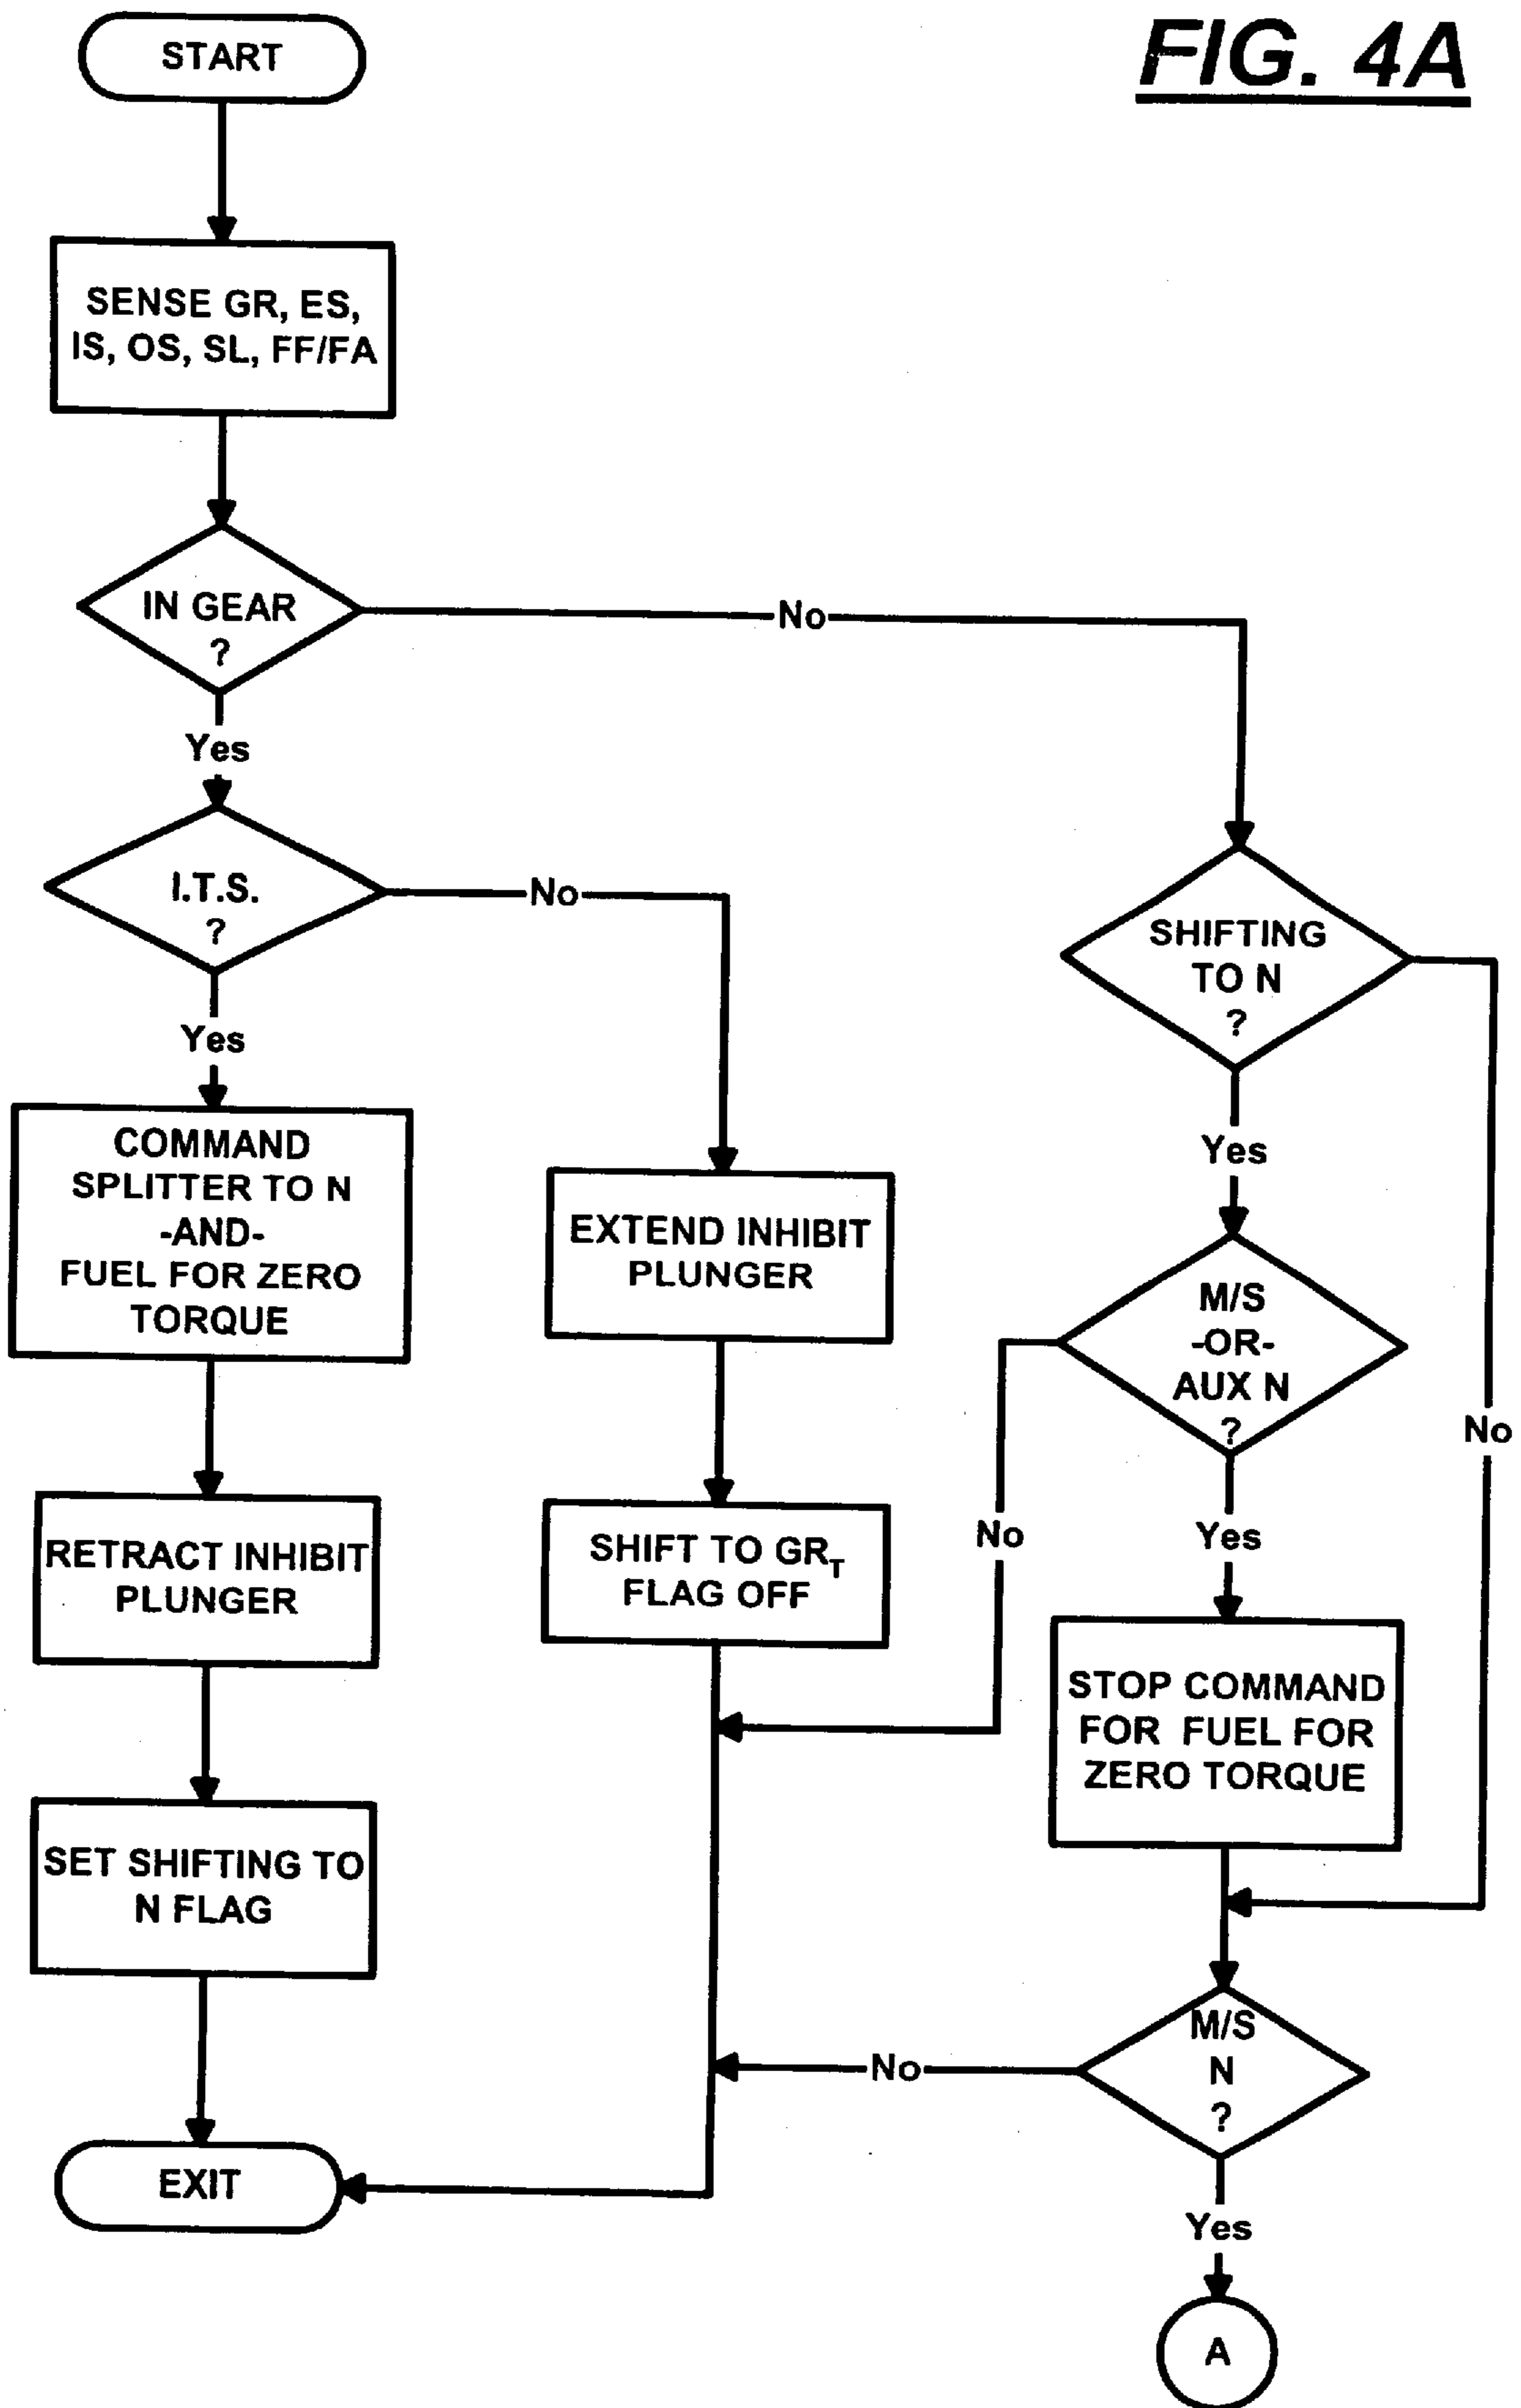 FIG. 4A
START
SENSE GR, ES,
IS, OS, SL, FF/FA
IN GEAR
?
No
Yes
I.T.S.
?
No
Yes
SHIFTING
TO N
?
No
Yes
COMMAND
SPLITTER TO N
-AND-
FUEL FOR ZERO
TORQUE
EXTEND INHIBIT
PLUNGER
M/S
-OR-
AUX N
?
No
Yes
RETRACT INHIBIT
PLUNGER
SHIFT TO GRT
FLAG OFF
STOP COMMAND
FOR FUEL FOR
ZERO TORQUE
SET SHIFTING TO
N FLAG
M/S
N
?
No
Yes
EXIT
A